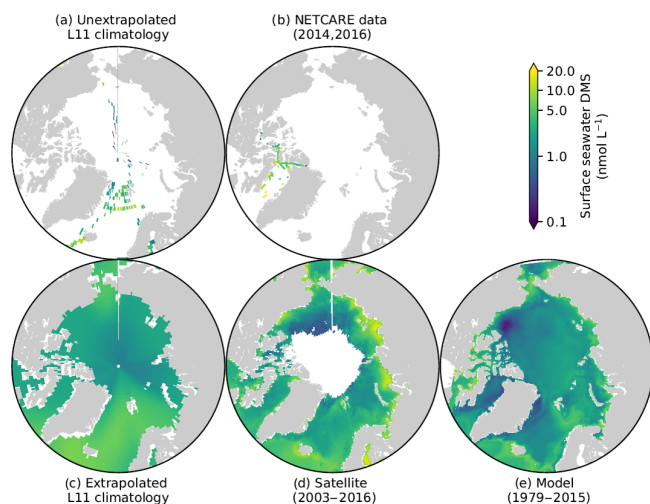 (a) Unextrapolated
L11 climatology
(b) NETCARE data
(2014,2016)
20.0
10.0
5.0
1.0
0.1
Surface seawater DMS
(nmol L⁻¹)
(c) Extrapolated
L11 climatology
(d) Satellite
(2003−2016)
(e) Model
(1979−2015)